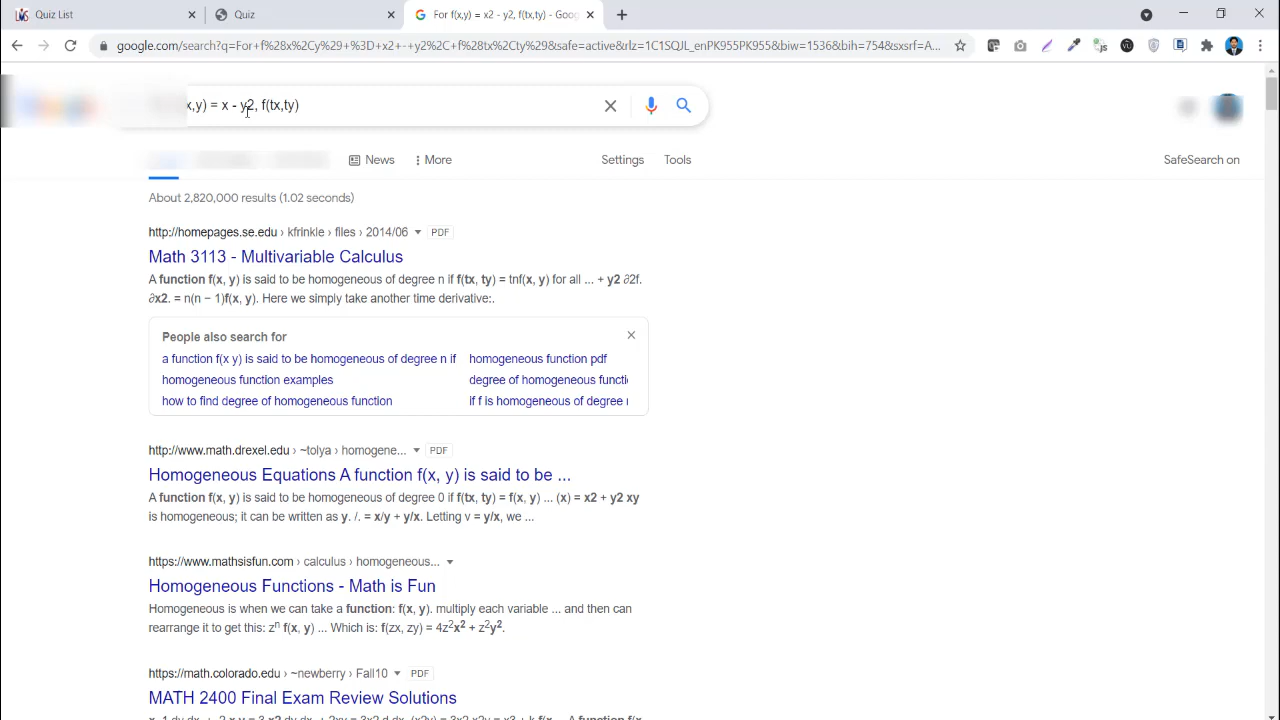 Quiz List
Quiz
For f(x,y) = x2 - y2, f(tx,ty) - Goog
google.com/search?q=For+f%28x%2Cy%29+%3D+x2+-+y2%2C+f%28tx%2Cty%29&safe=active&rlz=1C1SQJL_enPK955PK955&biw=1536&bih=754&sxsrf=A...
x,y) = x - y2, f(tx,ty)
News
More
Settings
Tools
SafeSearch on
About 2,820,000 results (1.02 seconds)
http://homepages.se.edu › kfrinkle › files › 2014/06 PDF
Math 3113 - Multivariable Calculus
A function f(x, y) is said to be homogeneous of degree n if f(tx, ty) = tnf(x, y) for all ... + y2 ∂2f.
∂x2. = n(n − 1)f(x, y). Here we simply take another time derivative:.
People also search for
a function f(x y) is said to be homogeneous of degree n if
homogeneous function pdf
homogeneous function examples
degree of homogeneous functi
how to find degree of homogeneous function
if f is homogeneous of degree
http://www.math.drexel.edu › ~tolya › homogene... PDF
Homogeneous Equations A function f(x, y) is said to be ...
A function f(x, y) is said to be homogeneous of degree 0 if f(tx, ty) = f(x, y) ... (x) = x2 + y2 xy
is homogeneous; it can be written as y. /. = x/y + y/x. Letting v = y/x, we ...
https://www.mathsisfun.com › calculus › homogeneous...
Homogeneous Functions - Math is Fun
Homogeneous is when we can take a function: f(x, y). multiply each variable ... and then can
rearrange it to get this: zⁿ f(x, y) ... Which is: f(zx, zy) = 4z²x² + z²y².
https://math.colorado.edu › ~newberry › Fall10 PDF
MATH 2400 Final Exam Review Solutions